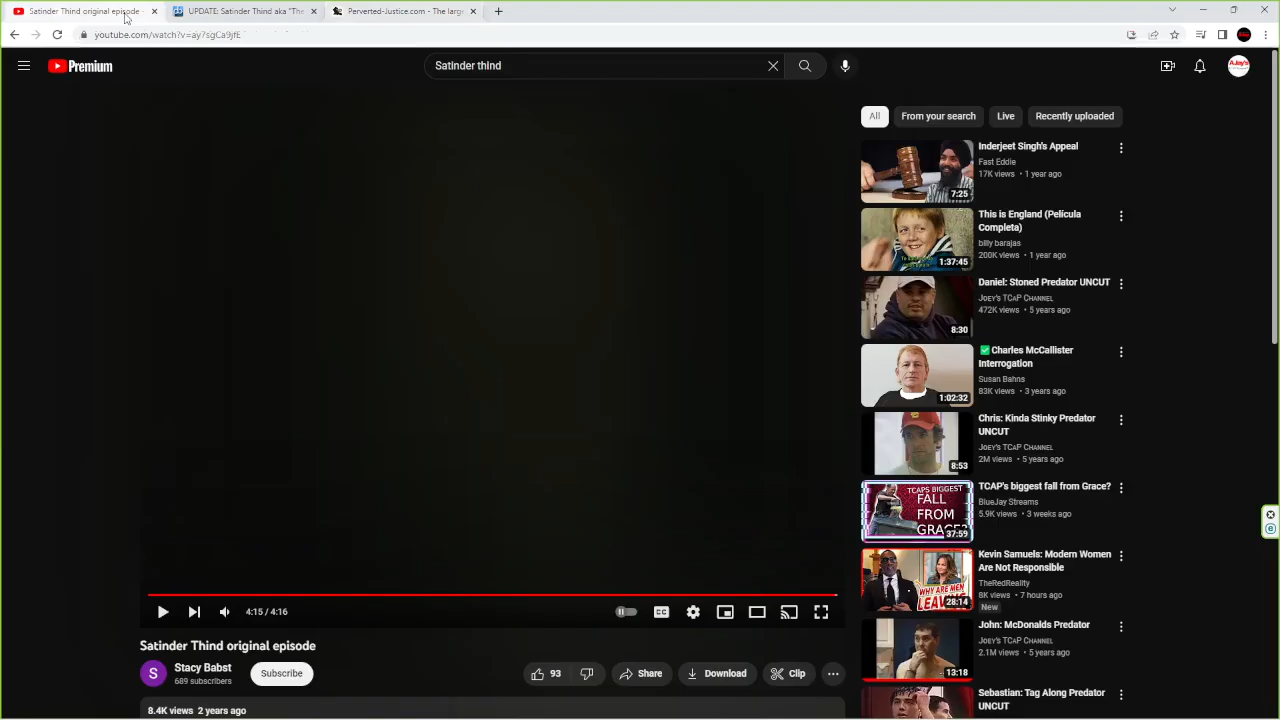 Satinder Thind original episode -
UPDATE: Satinder Thind aka "The
Perverted-Justice.com - The large
youtube.com/watch?v=ay7sgCa9jfE
Premium
Satinder thind
AJay's
All
From your search
Live
Recently uploaded
Inderjeet Singh's Appeal
Fast Eddie
17K views • 1 year ago
7:25
This is England (Película
Completa)
billy barajas
200K views • 1 year ago
1:37:45
Daniel: Stoned Predator UNCUT
Joey's TCaP Channel
472K views • 5 years ago
8:30
✅Charles McCallister
Interrogation
Susan Bahns
83K views • 3 years ago
1:02:32
Chris: Kinda Stinky Predator
UNCUT
Joey's TCaP Channel
2M views • 5 years ago
8:53
TCAPS BIGGEST
FALL
FROM
GRACE?
37:59
TCAP's biggest fall from Grace?
BlueJay Streams
5.9K views • 3 weeks ago
WHY ARE MEN
LEAVING
28:14
Kevin Samuels: Modern Women
Are Not Responsible
TheRedReality
8K views • 7 hours ago
New
John: McDonalds Predator
Joey's TCaP Channel
2.1M views • 5 years ago
13:18
Sebastian: Tag Along Predator
UNCUT
4:15 / 4:16
CC
Satinder Thind original episode
S
Stacy Babst
689 subscribers
Subscribe
93
Share
Download
Clip
8.4K views 2 years ago